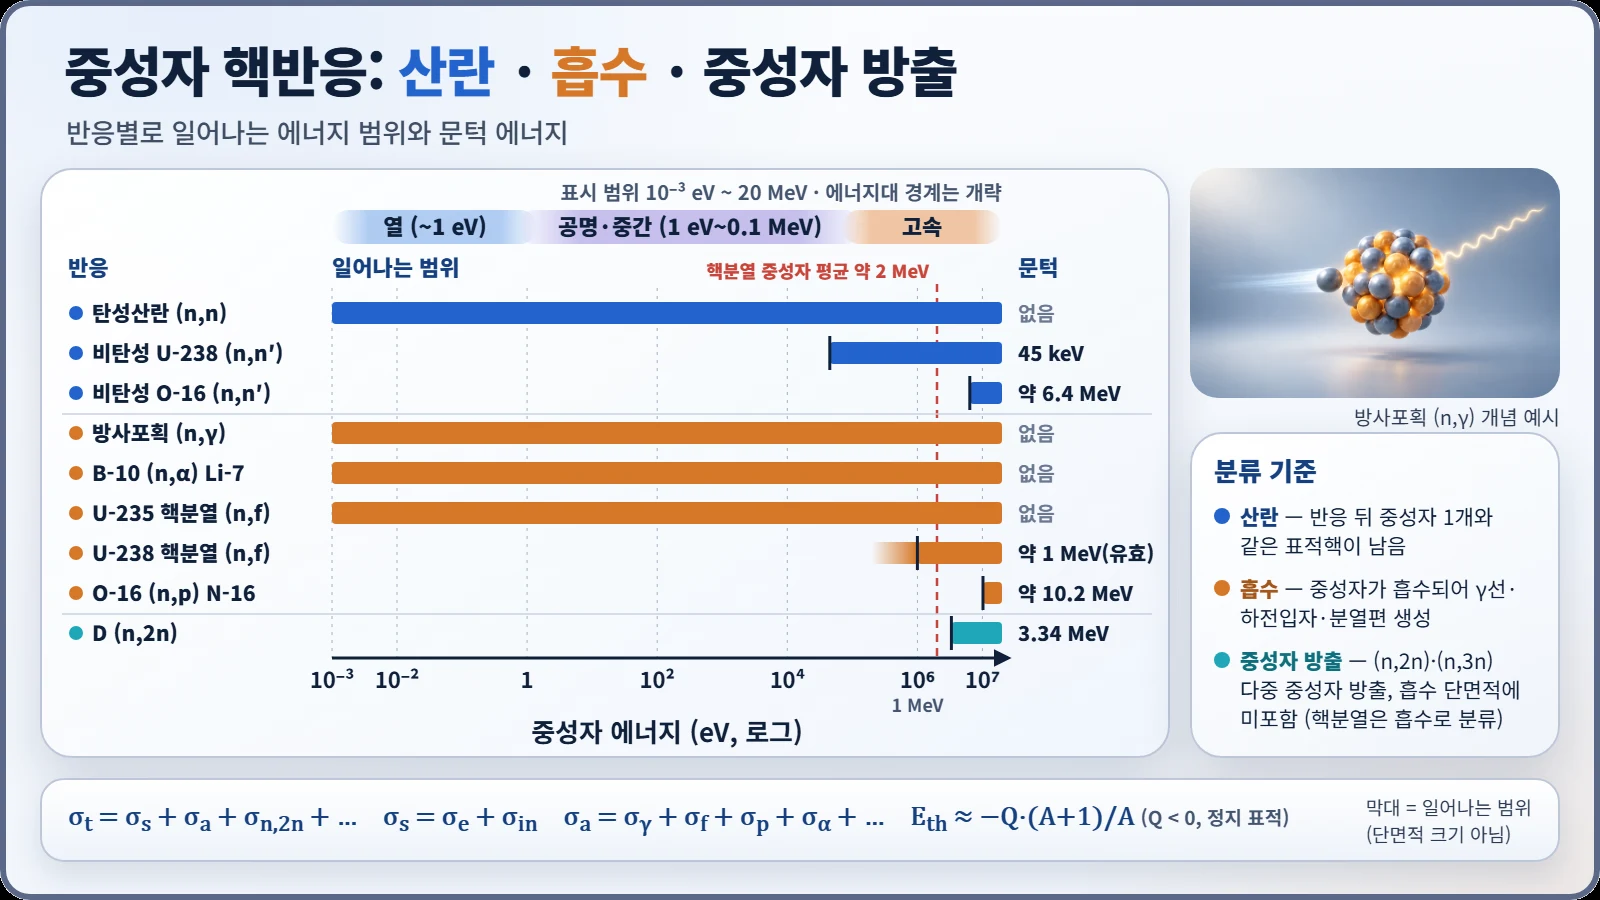 중성자 핵반응: 산란 · 흡수 · 중성자 방출
반응별로 일어나는 에너지 범위와 문턱 에너지
표시 범위 10⁻³ eV ~ 20 MeV · 에너지대 경계는 개략
열 (~1 eV)
공명·중간 (1 eV~0.1 MeV)
고속
반응
일어나는 범위
핵분열 중성자 평균 약 2 MeV
문턱
탄성산란 (n,n)
없음
비탄성 U-238 (n,n′)
45 keV
비탄성 O-16 (n,n′)
약 6.4 MeV
방사포획 (n,γ)
없음
B-10 (n,α) Li-7
없음
U-235 핵분열 (n,f)
없음
U-238 핵분열 (n,f)
약 1 MeV(유효)
O-16 (n,p) N-16
약 10.2 MeV
D (n,2n)
3.34 MeV
10⁻³ 10⁻² 1 10² 10⁴ 10⁶ 10⁷
1 MeV
중성자 에너지 (eV, 로그)
방사포획 (n,γ) 개념 예시
분류 기준
산란 — 반응 뒤 중성자 1개와
같은 표적핵이 남음
흡수 — 중성자가 흡수되어 γ선·
하전입자·분열편 생성
중성자 방출 — (n,2n)·(n,3n)
다중 중성자 방출, 흡수 단면적에
미포함 (핵분열은 흡수로 분류)
σt = σs + σa + σn,2n + … σs = σe + σin σa = σγ + σf + σp + σα + … Eth ≈ −Q·(A+1)/A (Q < 0, 정지 표적)
막대 = 일어나는 범위
(단면적 크기 아님)